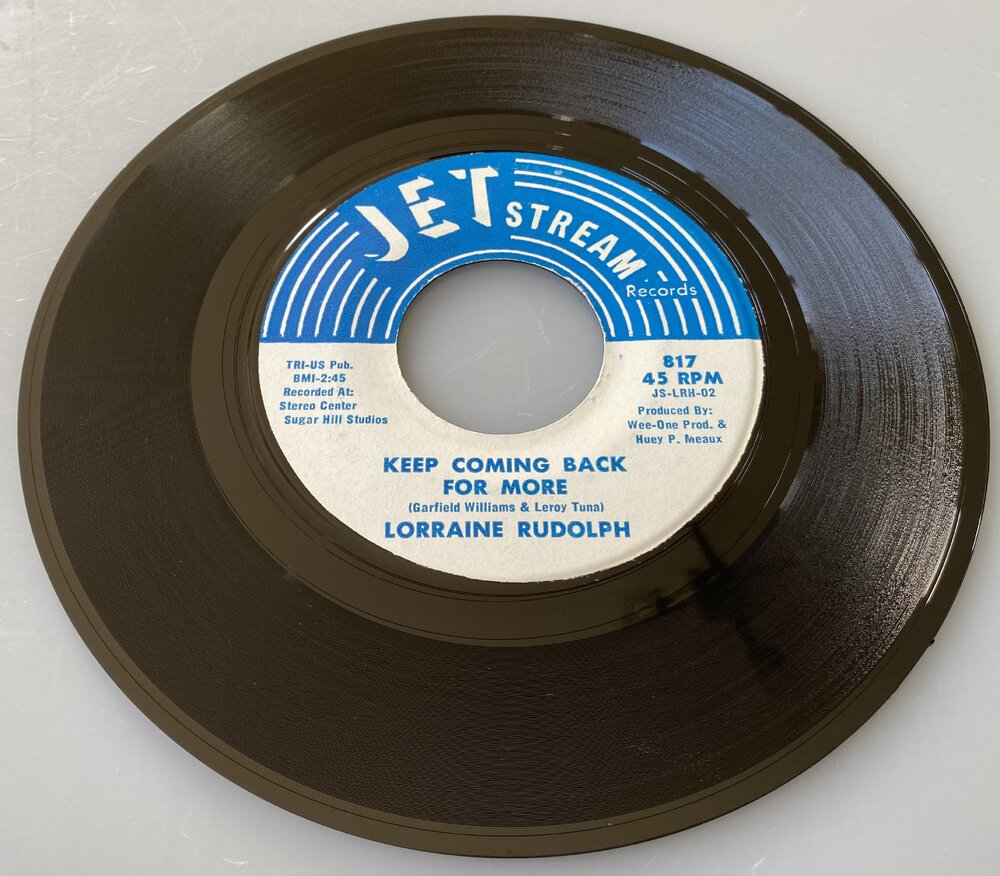 JET STREAM
Records
TRI-US Pub.
BMI-2:45
Recorded At:
Stereo Center
Sugar Hill Studios
817
45 RPM
JS-LRH-02
Produced By:
Wee-One Prod. &
Huey P. Meaux
KEEP COMING BACK
FOR MORE
(Garfield Williams & Leroy Tuna)
LORRAINE RUDOLPH